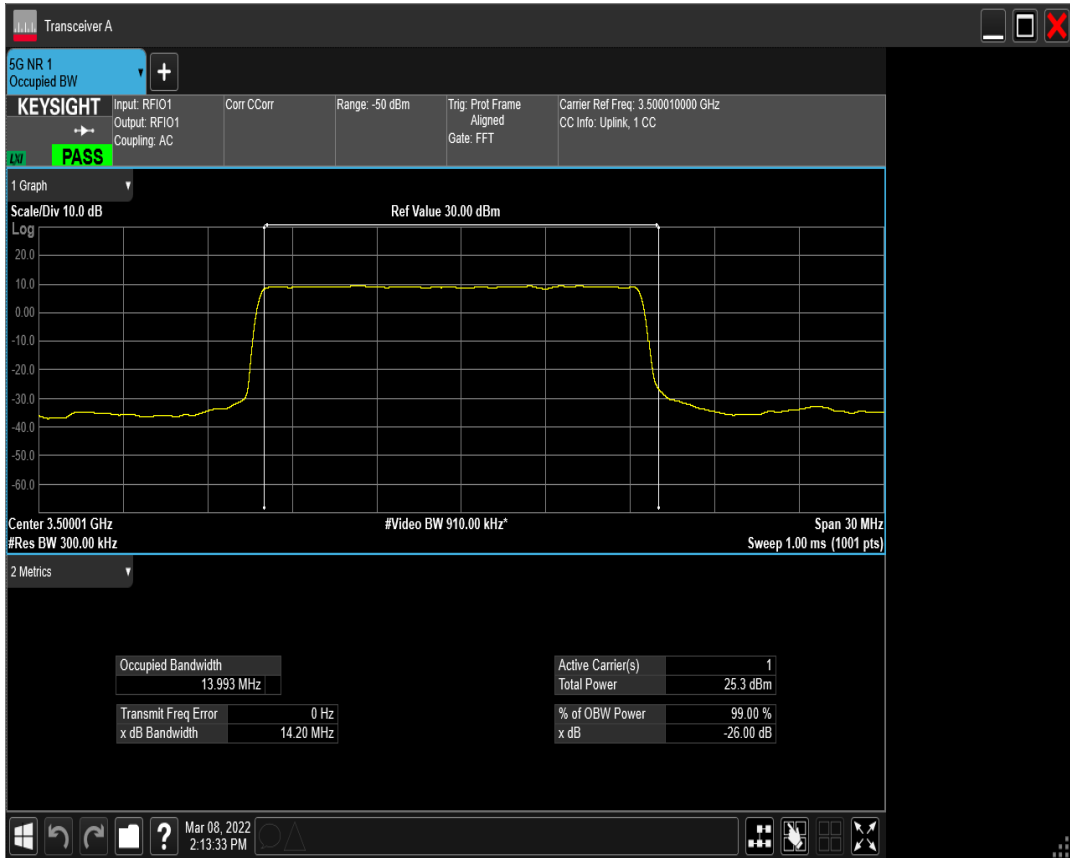 Transceiver A
5G NR 1
Occupied BW
KEYSIGHT
LXI
PASS
Input: RFIO1
Output: RFIO1
Coupling: AC
Corr CCorr
Range: -50 dBm
Trig: Prot Frame
Aligned
Gate: FFT
Carrier Ref Freq: 3.500010000 GHz
CC Info: Uplink, 1 CC
1 Graph
Scale/Div 10.0 dB
Ref Value 30.00 dBm
Log
20.0
10.0
0.00
-10.0
-20.0
-30.0
-40.0
-50.0
-60.0
Center 3.50001 GHz
#Video BW 910.00 kHz*
Span 30 MHz
#Res BW 300.00 kHz
Sweep 1.00 ms (1001 pts)
2 Metrics
Occupied Bandwidth
13.993 MHz
Transmit Freq Error 0 Hz
x dB Bandwidth 14.20 MHz
Active Carrier(s) 1
Total Power 25.3 dBm
% of OBW Power 99.00 %
x dB -26.00 dB
?
Mar 08, 2022
2:13:33 PM